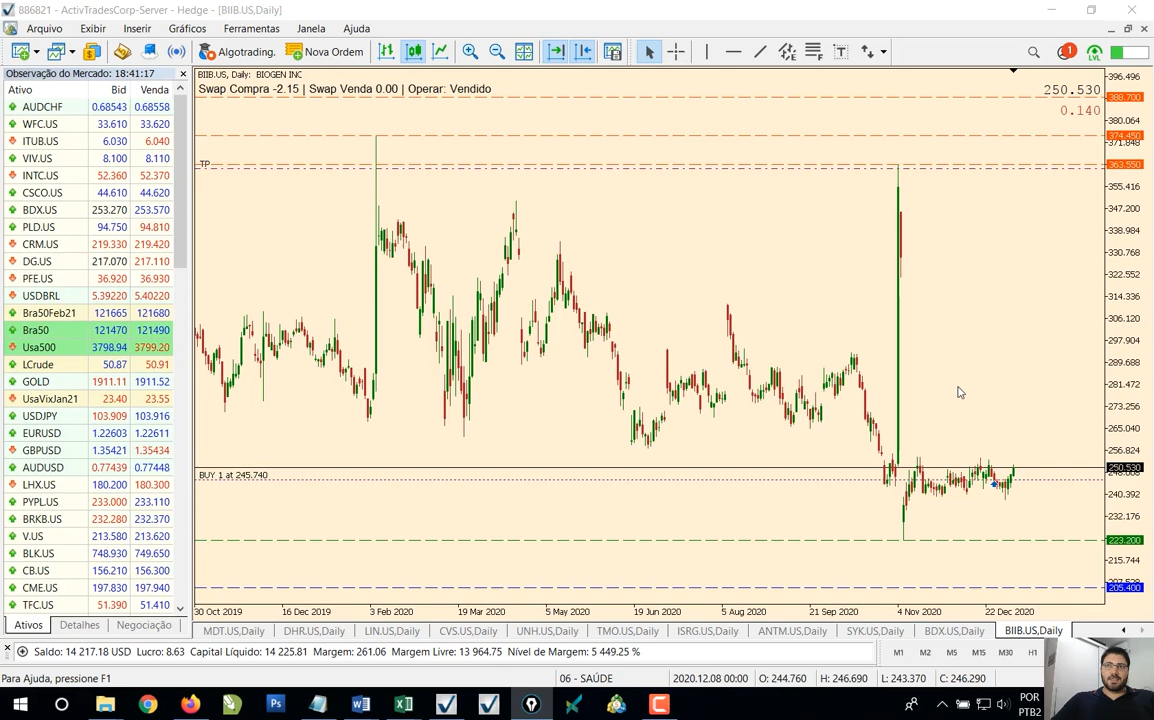 886821 - ActivTradesCorp-Server - Hedge - [BIIB.US,Daily]
Arquivo Exibir Inserir Gráficos Ferramentas Janela Ajuda
Algotrading. Nova Ordem 1
Observação do Mercado: 18:41:17
Ativo Bid Venda
AUDCHF 0.68543 0.68558
WFC.US 33.610 33.620
ITUB.US 6.030 6.040
VIV.US 8.100 8.110
INTC.US 52.360 52.370
CSCO.US 44.610 44.620
BDX.US 253.270 253.570
PLD.US 94.750 94.810
CRM.US 219.330 219.420
DG.US 217.070 217.110
PFE.US 36.920 36.930
USDBRL 5.39220 5.40220
Bra50Feb21 121665 121680
Bra50 121470 121490
Usa500 3798.94 3799.20
LCrude 50.87 50.91
GOLD 1911.11 1911.52
UsaVixJan21 23.40 23.55
USDJPY 103.909 103.916
EURUSD 1.22603 1.22611
GBPUSD 1.35421 1.35434
AUDUSD 0.77439 0.77448
LHX.US 180.200 180.300
PYPL.US 233.000 233.110
BRKB.US 232.280 232.370
V.US 213.580 213.620
BLK.US 748.930 749.650
CB.US 156.210 156.300
CME.US 197.830 197.940
TFC.US 51.390 51.410
Ativos Detalhes Negociação
BIIB.US, Daily: BIOGEN INC
Swap Compra -2.15 | Swap Venda 0.00 | Operar: Vendido
250.530
0.140
TP
BUY 1 at 245.740
396.496
388.700
380.064
374.450
371.848
363.550
355.416
347.200
338.984
330.768
322.552
314.336
306.120
297.904
289.688
281.472
273.256
265.040
256.824
250.530
240.392
232.176
223.200
215.744
205.400
30 Oct 2019 16 Dec 2019 3 Feb 2020 19 Mar 2020 5 May 2020 19 Jun 2020 5 Aug 2020 21 Sep 2020 4 Nov 2020 22 Dec 2020
MDT.US,Daily DHR.US,Daily LIN.US,Daily CVS.US,Daily UNH.US,Daily TMO.US,Daily ISRG.US,Daily ANTM.US,Daily SYK.US,Daily BDX.US,Daily BIIB.US,Daily
Saldo: 14 217.18 USD Lucro: 8.63 Capital Líquido: 14 225.81 Margem: 261.06 Margem Livre: 13 964.75 Nível de Margem: 5 449.25 %
M1 M2 M5 M15 M30 H1
Para Ajuda, pressione F1 06 - SAÚDE 2020.12.08 00:00 O: 244.760 H: 246.690 L: 243.370 C: 246.290
POR
PTB2